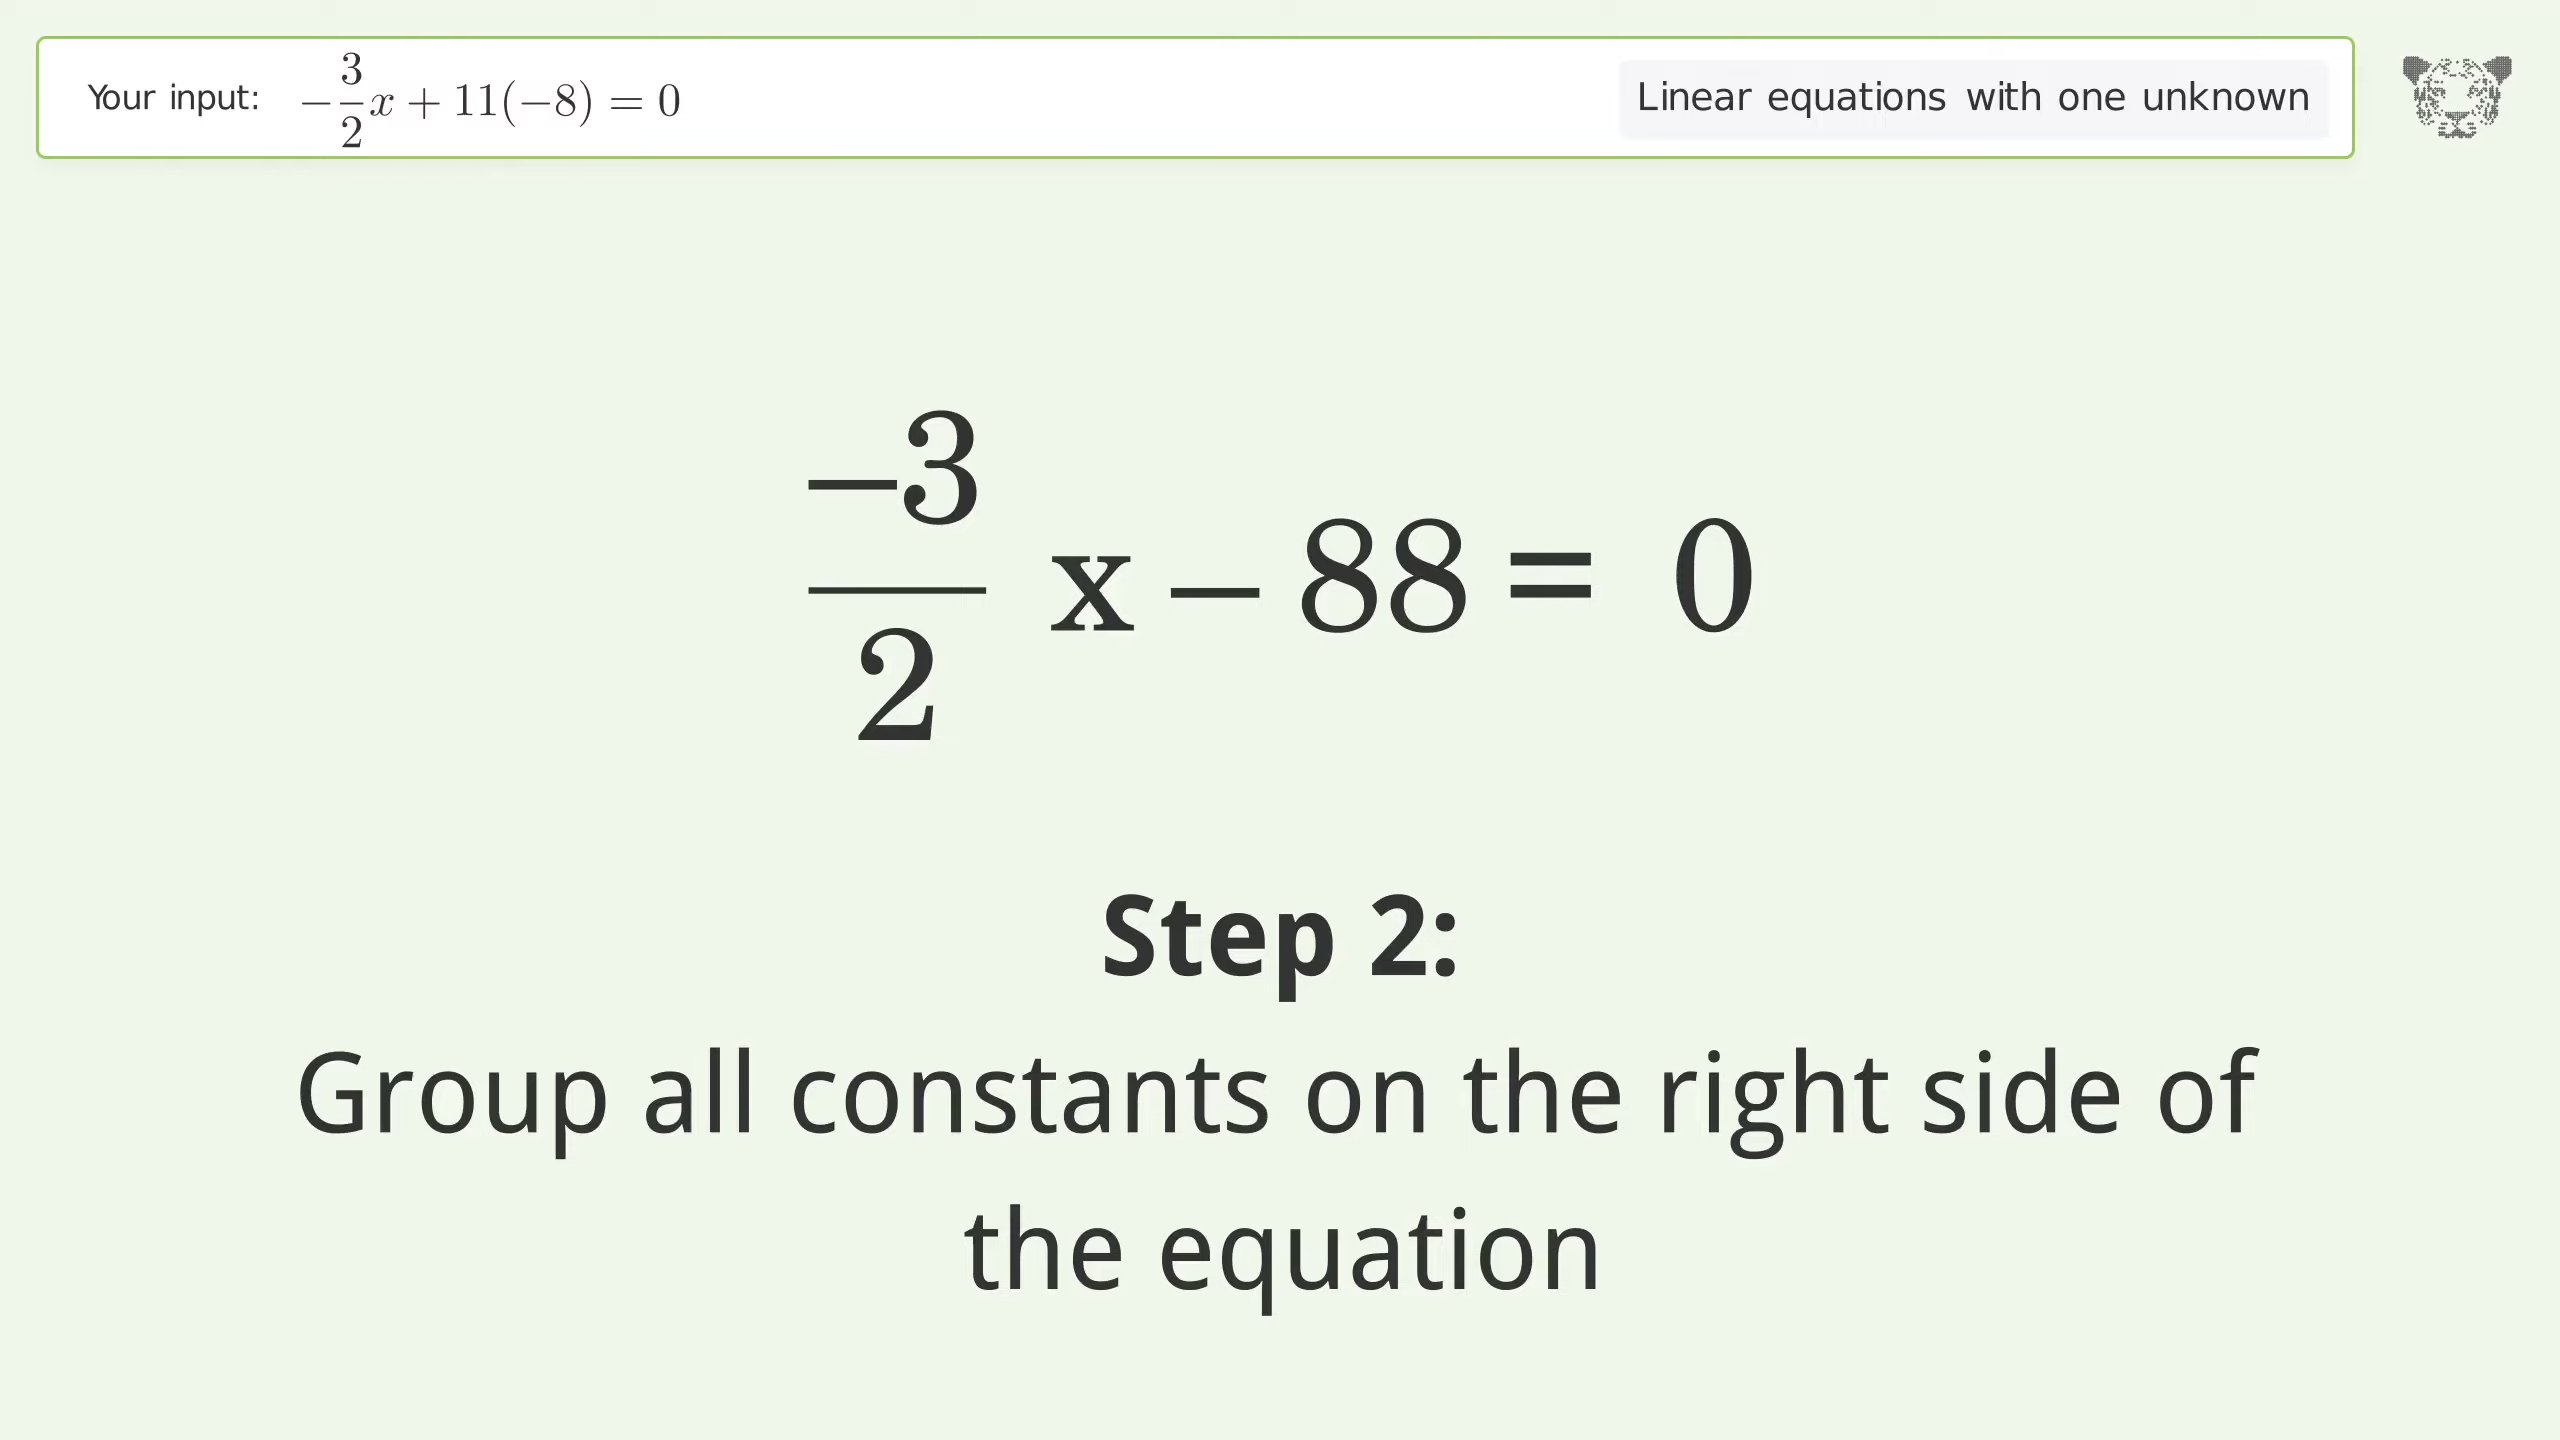 Your input: −3/2x + 11(−8) = 0
Linear equations with one unknown
−3/2 x − 88 = 0
Step 2:
Group all constants on the right side of
the equation